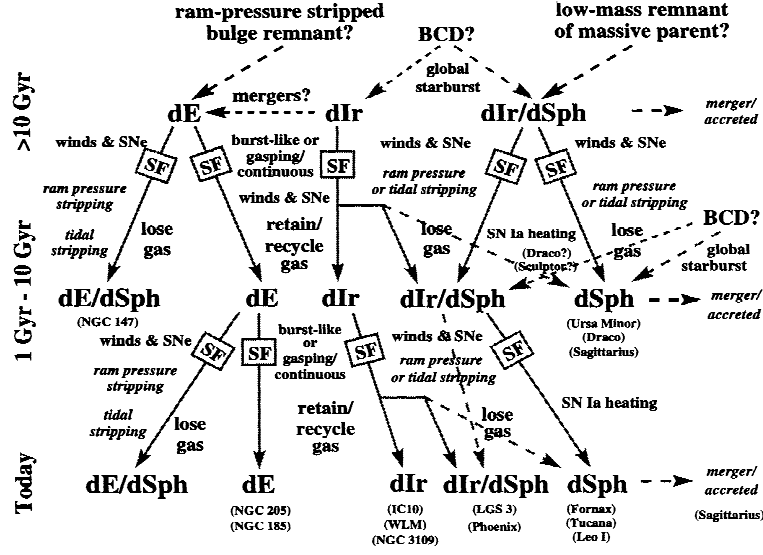 ram-pressure stripped
bulge remnant?
BCD?
low-mass remnant
of massive parent?
global
starburst
>10 Gyr
dE
mergers?
dIr
dIr/dSph
merger/
accreted
winds & SNe
SF
SF
burst-like or
gasping/
continuous
SF
winds & SNe
SF
SF
winds & SNe
ram pressure
stripping
ram pressure
or tidal stripping
ram pressure
or tidal stripping
winds & SNe
tidal
stripping
lose
gas
retain/
recycle
gas
lose
gas
SN Ia heating
(Draco?)
(Sculptor?)
lose
gas
BCD?
global
starburst
1 Gyr - 10 Gyr
dE/dSph
(NGC 147)
dE
dIr
dIr/dSph
dSph
(Ursa Minor)
(Draco)
(Sagittarius)
merger/
accreted
winds & SNe
SF
SF
burst-like
or
gasping/
continuous
SF
winds & SNe
SF
ram pressure
stripping
ram pressure
or tidal stripping
tidal
stripping
lose
gas
retain/
recycle
gas
lose
gas
SN Ia heating
Today
dE/dSph
dE
(NGC 205)
(NGC 185)
dIr
(IC10)
(WLM)
(NGC 3109)
dIr/dSph
(LGS 3)
(Phoenix)
dSph
(Fornax)
(Tucana)
(Leo I)
merger/
accreted
(Sagittarius)